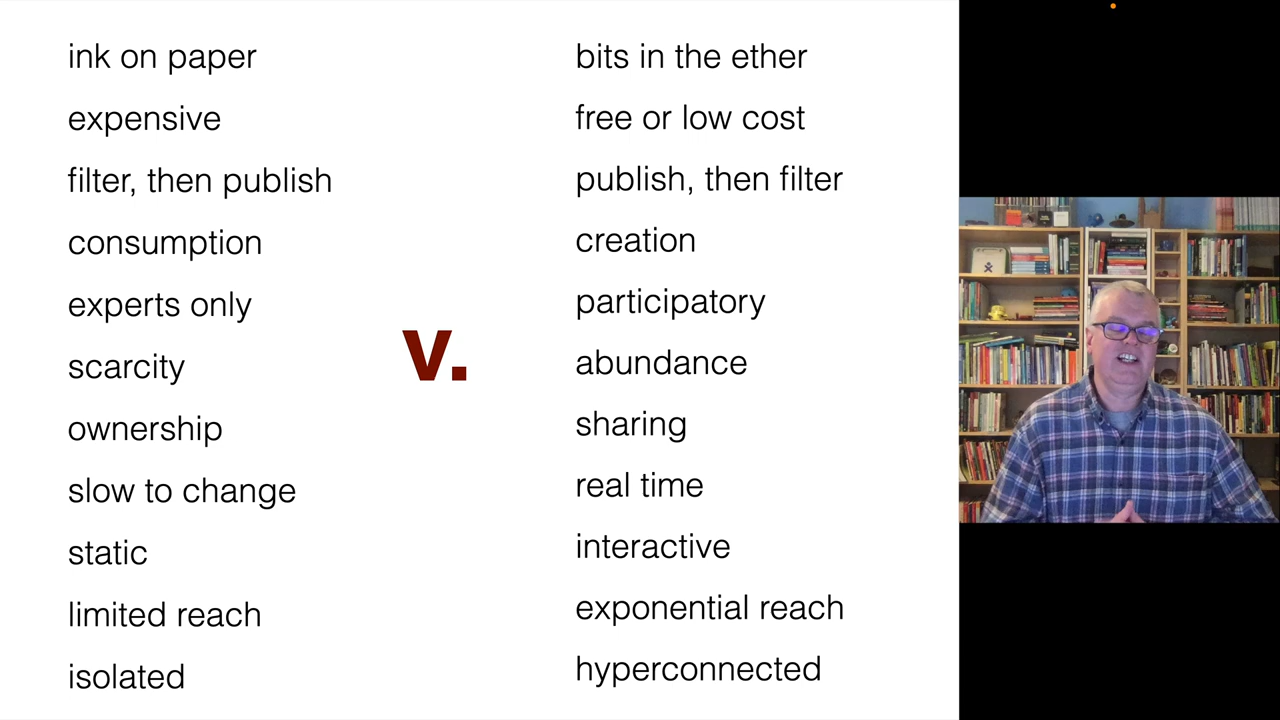 ink on paper
expensive
filter, then publish
consumption
experts only
scarcity
ownership
slow to change
static
limited reach
isolated
v.
bits in the ether
free or low cost
publish, then filter
creation
participatory
abundance
sharing
real time
interactive
exponential reach
hyperconnected